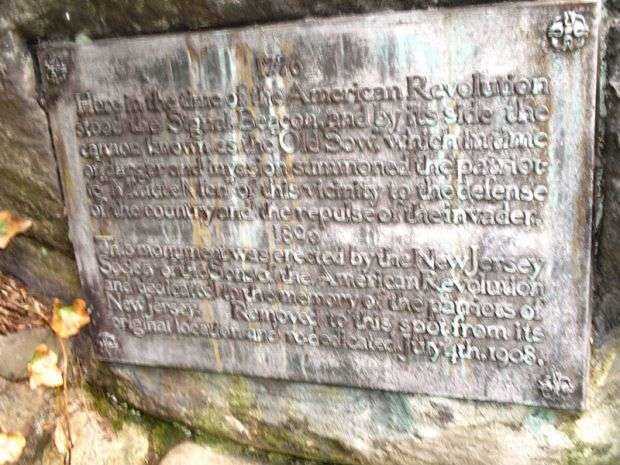 1776
Here in the time of the American Revolution
stood the Signal Beacon, and by its side the
cannon known as the Old Sow, which in time
of danger and invasion summoned the patriot
ic minute men of this vicinity to the defense
of the country and the repulse of the invader.
1896
This monument was erected by the New Jersey
Society of the Sons of the American Revolution
and dedicated to the memory of the patriots of
New Jersey. Removed to this spot from its
original location and re-dedicated, July 4th, 1908.